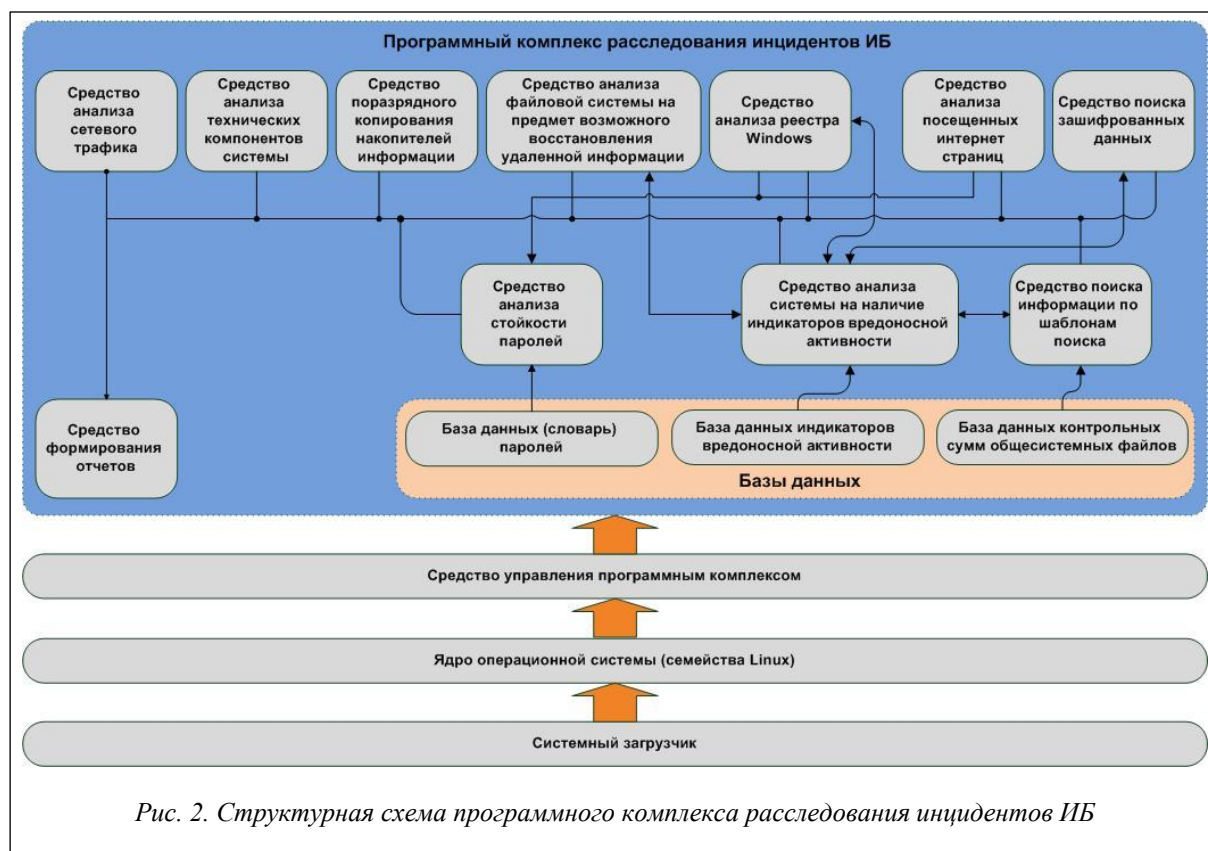 Программный комплекс расследования инцидентов ИБ
Средство
анализа
сетевого
трафика
Средство
анализа
технических
компонентов
системы
Средство
поразрядного
копирования
накопителей
информации
Средство анализа
файловой системы на
предмет возможного
восстановления
удаленной информации
Средство
анализа реестра
Windows
Средство
анализа
посещенных
интернет
страниц
Средство поиска
зашифрованных
данных
Средство
анализа
стойкости
паролей
Средство анализа
системы на наличие
индикаторов вредоносной
активности
Средство поиска
информации по
шаблонам
поиска
Средство
формирования
отчетов
База данных (словарь)
паролей
База данных индикаторов
вредоносной активности
База данных контрольных
сумм общесистемных файлов
Базы данных
Средство управления программным комплексом
Ядро операционной системы (семейства Linux)
Системный загрузчик
Рис. 2. Структурная схема программного комплекса расследования инцидентов ИБ